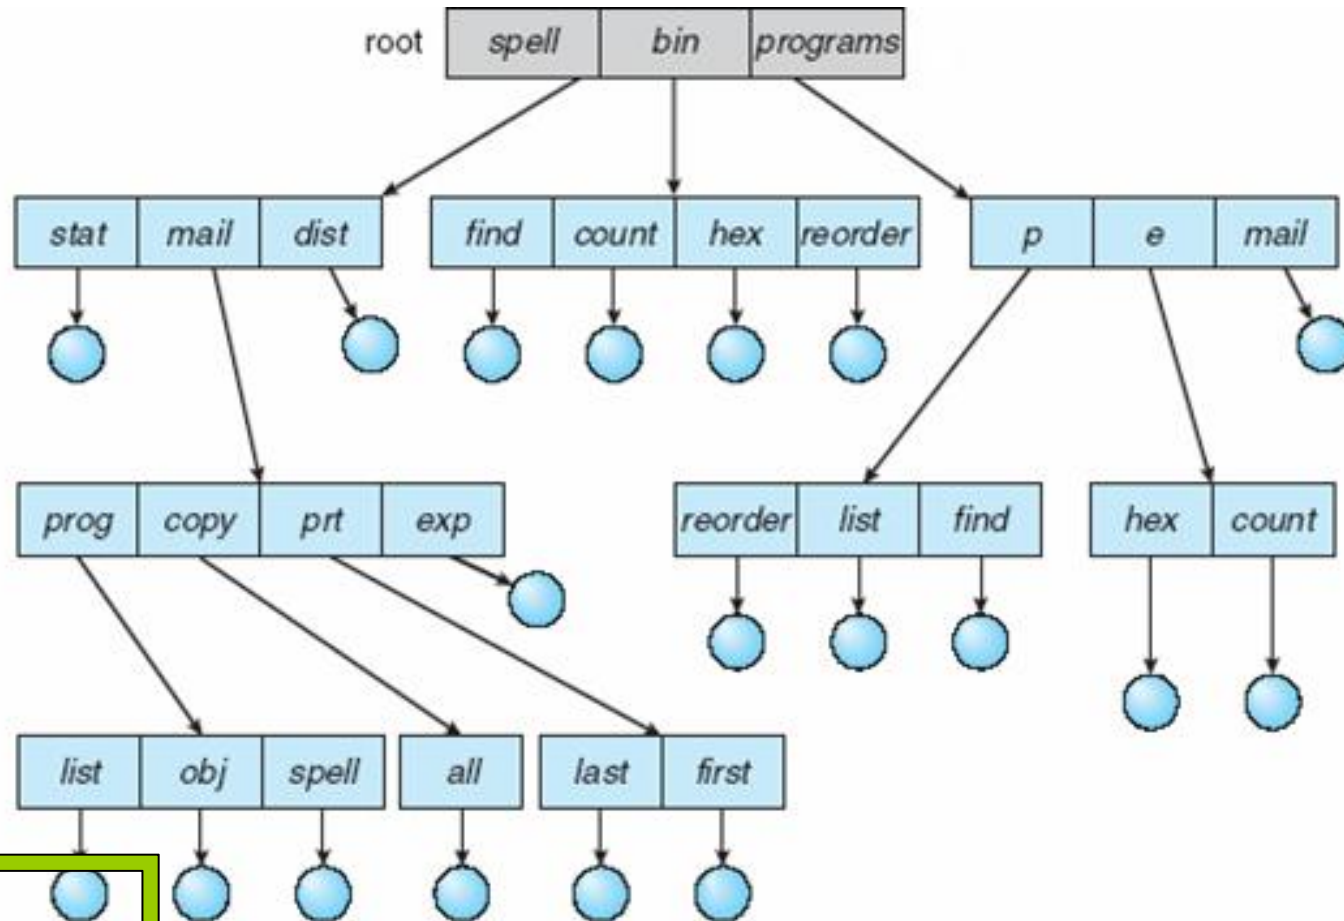 root spell bin programs
stat mail dist find count hex reorder p e mail
prog copy prt exp reorder list find hex count
list obj spell all last first